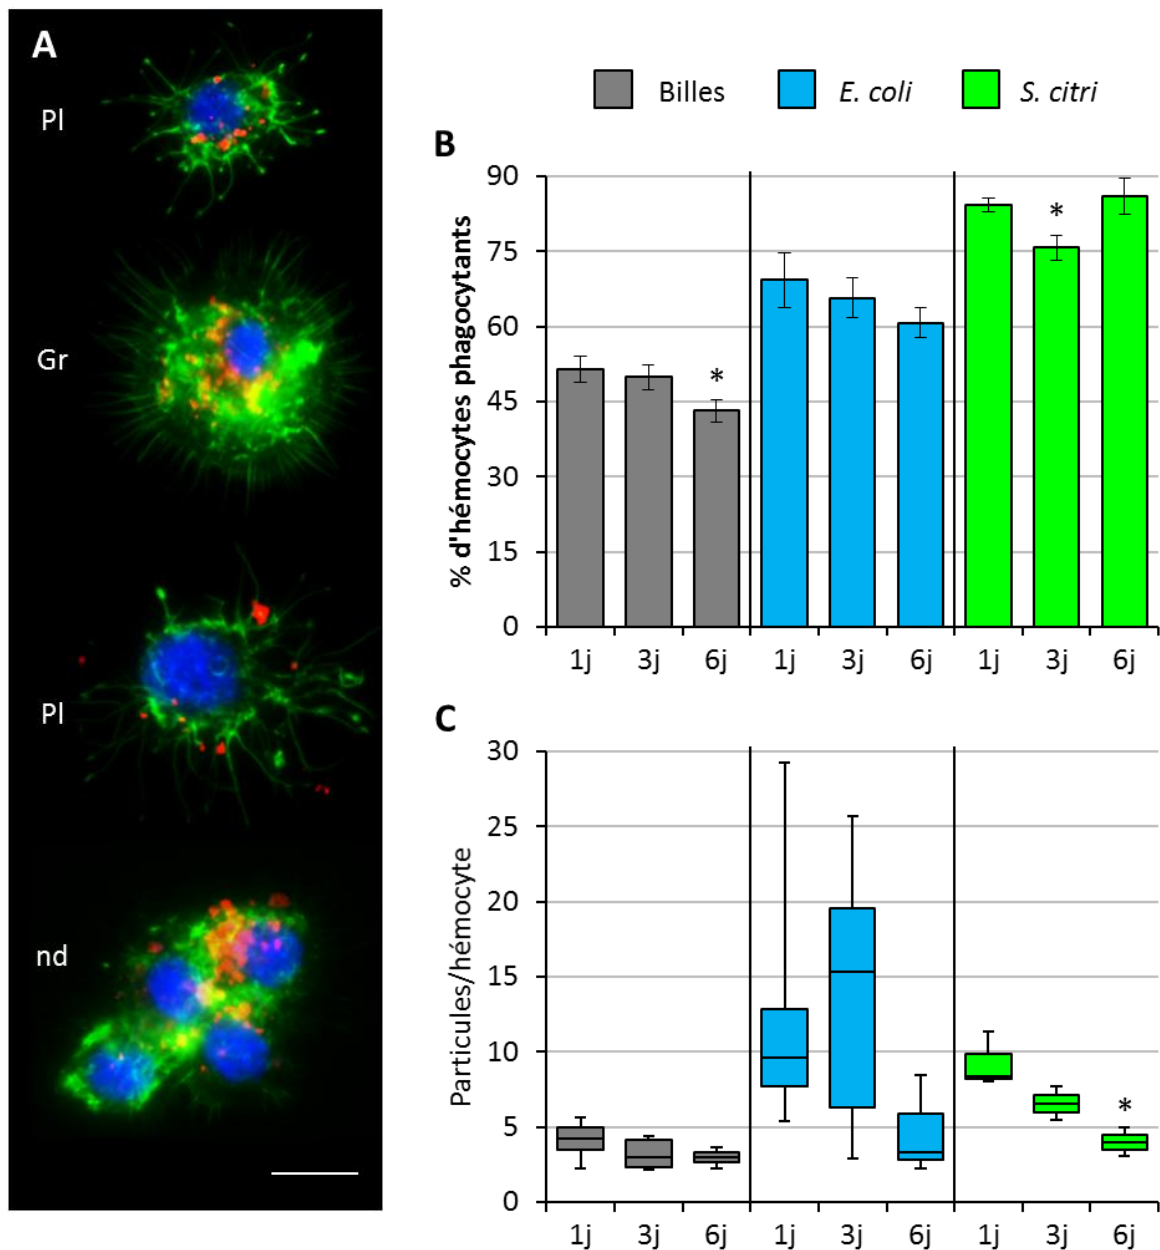 A
Pl
Gr
Pl
nd
Billes
E. coli
S. citri
B
% d'hémocytes phagocytants
90
75
60
45
30
15
0
*
*
1j 3j 6j 1j 3j 6j 1j 3j 6j
C
Particules/hémocyte
30
25
20
15
10
5
0
*
1j 3j 6j 1j 3j 6j 1j 3j 6j